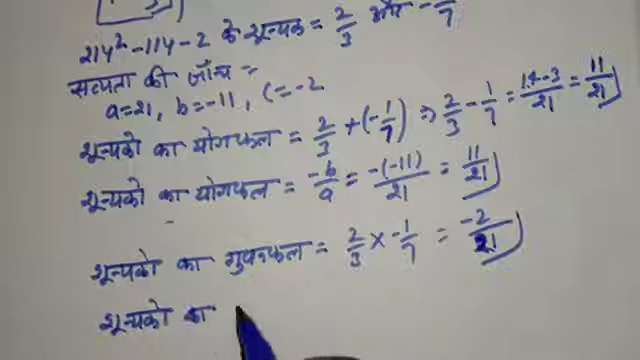 21y² - 11y - 2 के शून्यक = 2/3 और -1/7
सत्यता की जाँच =
a = 21, b = -11, c = -2
शून्यको का योगफल = 2/3 + (-1/7) ⇒ 2/3 - 1/7 = 14-3/21 = 11/21
शून्यको का योगफल = -b/a = -(-11)/21 = 11/21
शून्यको का गुणनफल = 2/3 × -1/7 = -2/21
शून्यको का